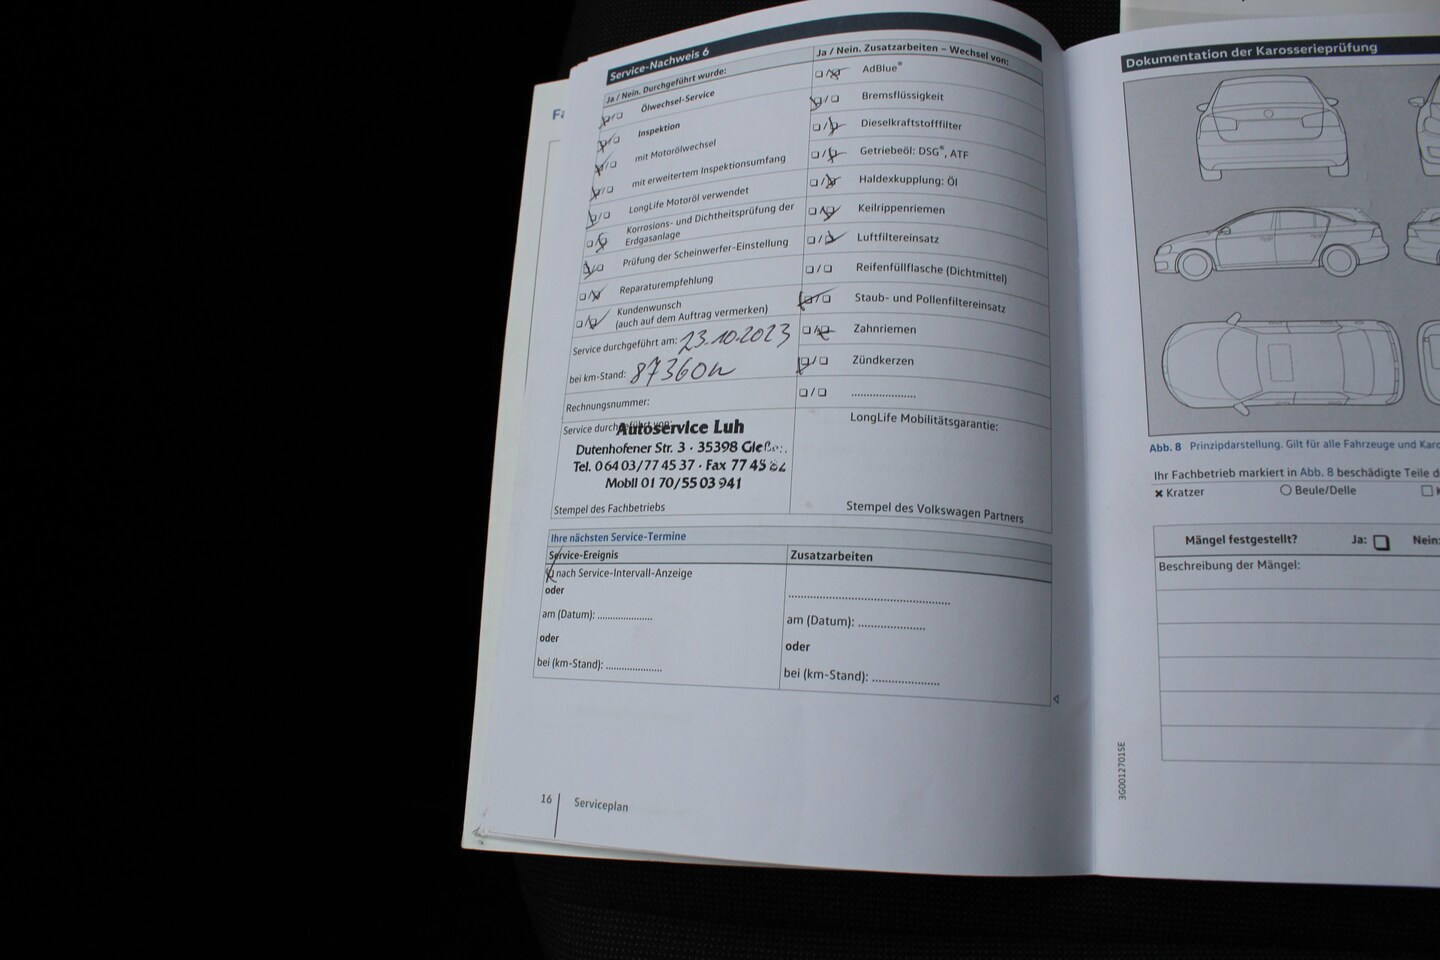 Service-Nachweis 6
Ja / Nein. Durchgeführt wurde:
Ölwechsel-Service
Inspektion
mit Motorölwechsel
mit erweitertem Inspektionsumfang
LongLife Motoröl verwendet
Korrosions- und Dichtheitsprüfung der
Erdgasanlage
Prüfung der Scheinwerfer-Einstellung
Reparaturempfehlung
Kundenwunsch
(auch auf dem Auftrag vermerken)
Service durchgeführt am: 23.10.2023
bei km-Stand: 87360
Rechnungsnummer:
Service durchgeführt von:
Autoservice Luh
Dutenhofener Str. 3 · 35398
Tel. 0 64 03/77 45 37 · Fax 77 45
Mobil 01 70/55 03 941
Stempel des Fachbetriebs
Ja / Nein. Zusatzarbeiten – Wechsel von:
AdBlue®
Bremsflüssigkeit
Dieselkraftstofffilter
Getriebeöl: DSG®, ATF
Haldexkupplung: Öl
Keilrippenriemen
Luftfiltereinsatz
Reifenfüllflasche (Dichtmittel)
Staub- und Pollenfiltereinsatz
Zahnriemen
Zündkerzen
LongLife Mobilitätsgarantie:
Stempel des Volkswagen Partners
Ihre nächsten Service-Termine
Service-Ereignis
nach Service-Intervall-Anzeige
oder
am (Datum): ....................
oder
bei (km-Stand): ....................
Zusatzarbeiten
am (Datum): ....................
oder
bei (km-Stand): ....................
16
Serviceplan
Dokumentation der Karosserieprüfung
Abb. 8 Prinzipdarstellung. Gilt für alle Fahrzeuge und
Ihr Fachbetrieb markiert in Abb. 8 beschädigte Teile
Kratzer
Beule/Delle
Mängel festgestellt? Ja: Nein:
Beschreibung der Mängel:
3G0012701SE